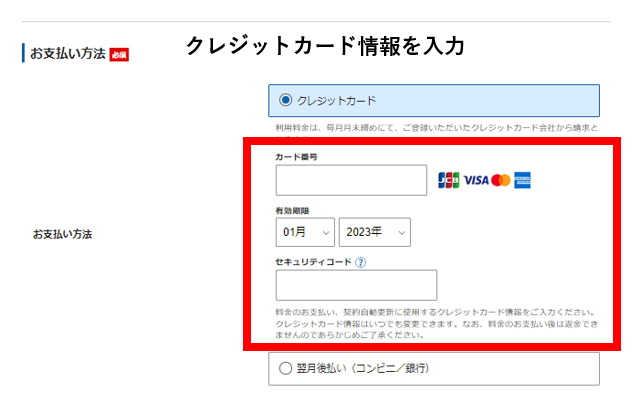 クレジットカード情報を入力
お支払い方法 必須
クレジットカード
利用料金は、毎月月末締めにて、ご登録いただいたクレジットカード会社から請求と
カード番号
JCB VISA
有効期限
01月 2023年
お支払い方法
セキュリティコード ?
料金のお支払い、契約自動更新に使用するクレジットカード情報をご入力ください。
クレジットカード情報はいつでも変更できます。なお、料金のお支払い後は返金でき
ませんのであらかじめご了承ください。
翌月後払い（コンビニ／銀行）